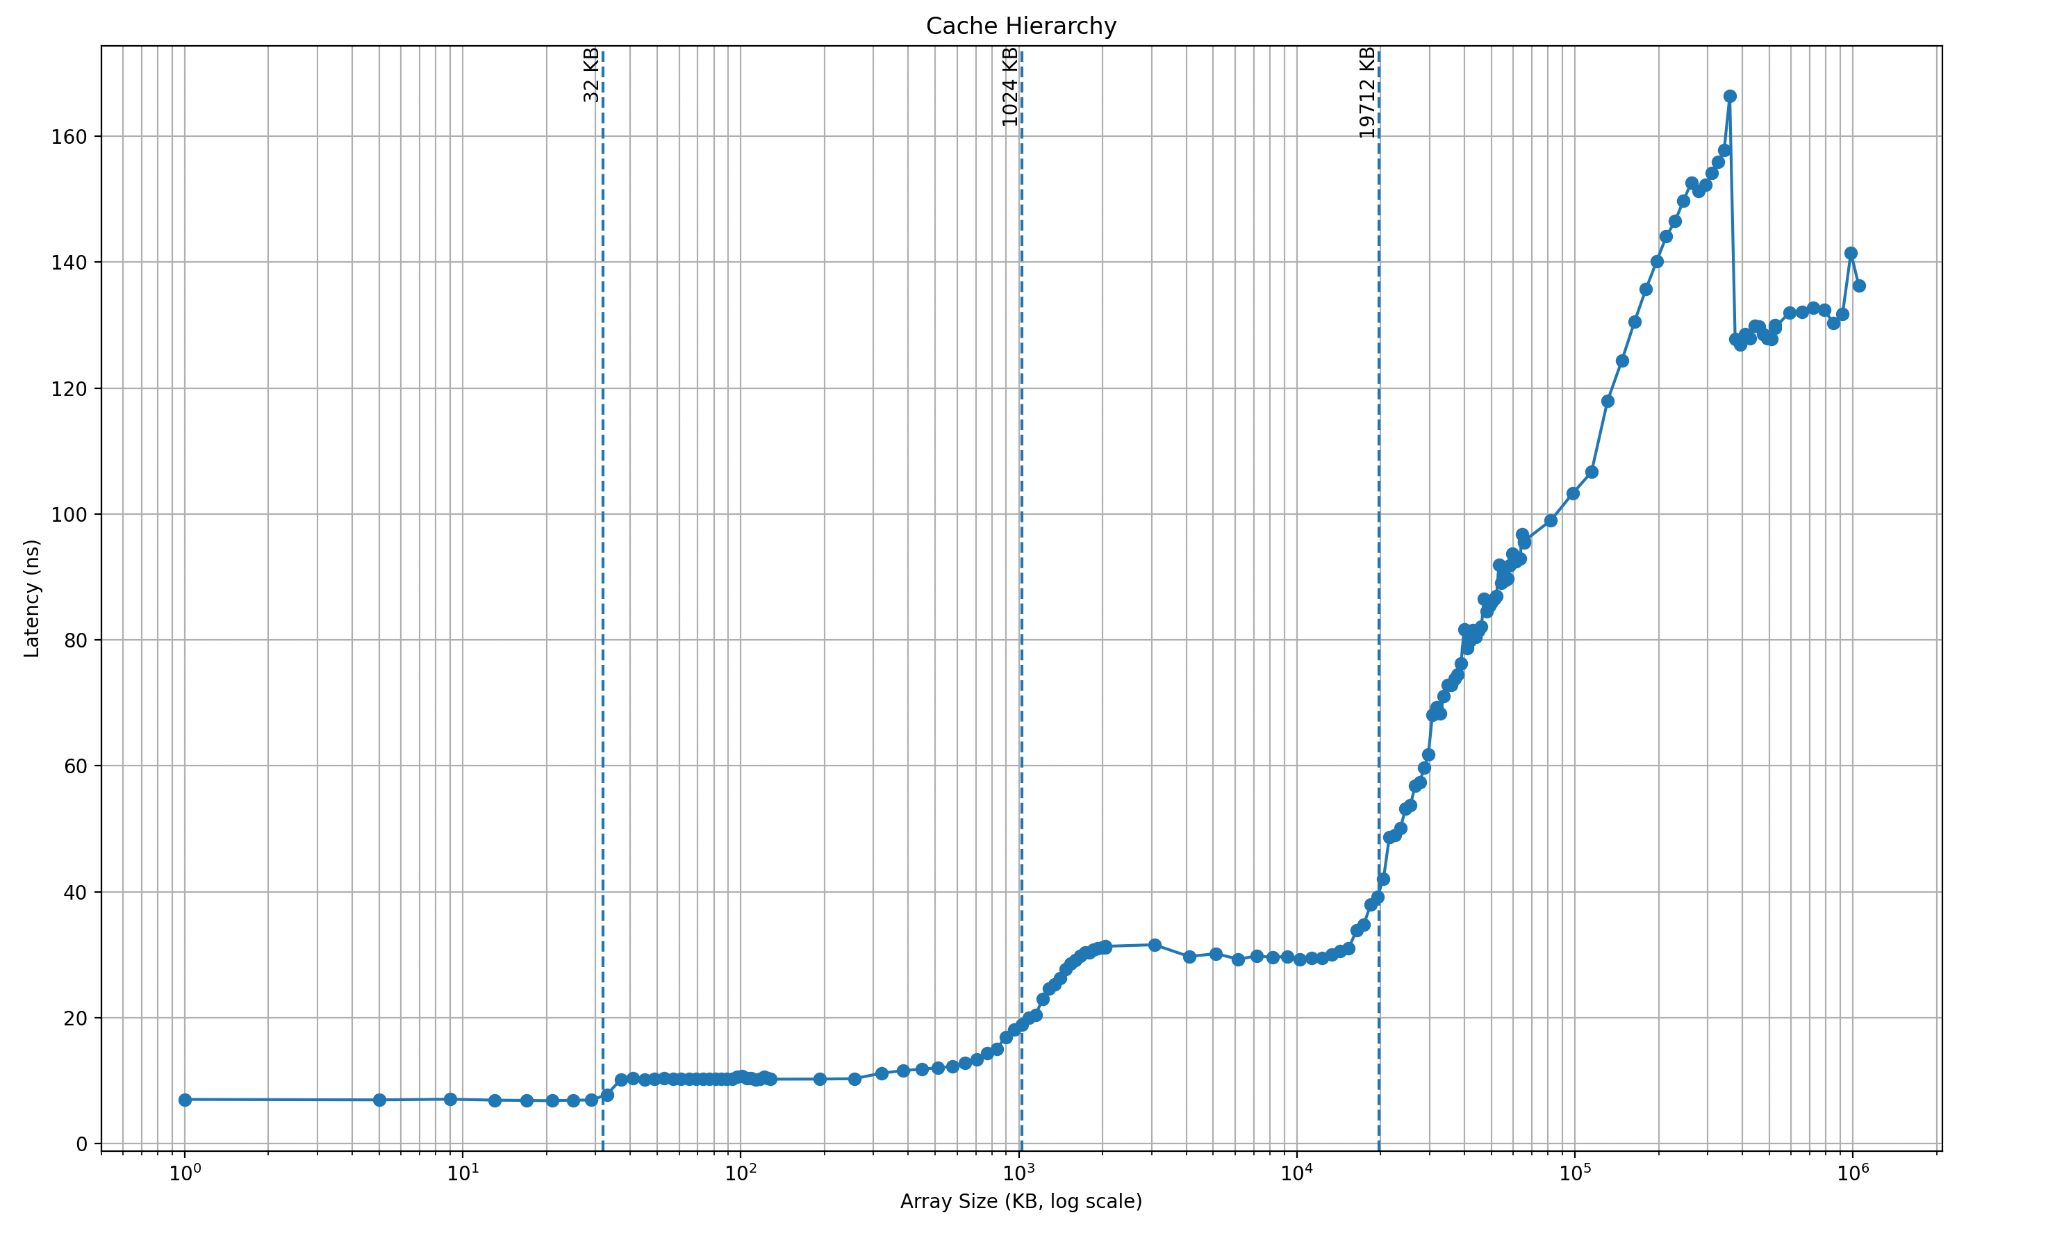 Cache Hierarchy
32 KB
1024 KB
19712 KB
160
140
120
100
80
60
40
20
0
Latency (ns)
10⁰
10¹
10²
10³
10⁴
10⁵
10⁶
Array Size (KB, log scale)